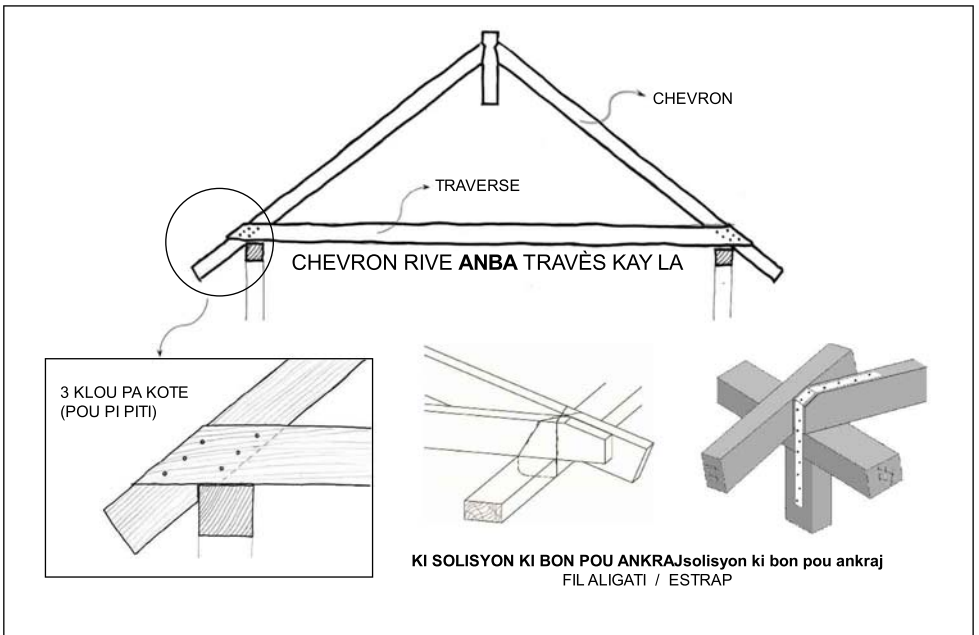 CHEVRON
TRAVERSE
CHEVRON RIVE ANBA TRAVÈS KAY LA
3 KLOU PA KOTE
(POU PI PITI)
KI SOLISYON KI BON POU ANKRAJsolisyon ki bon pou ankraj
FIL ALIGATI / ESTRAP